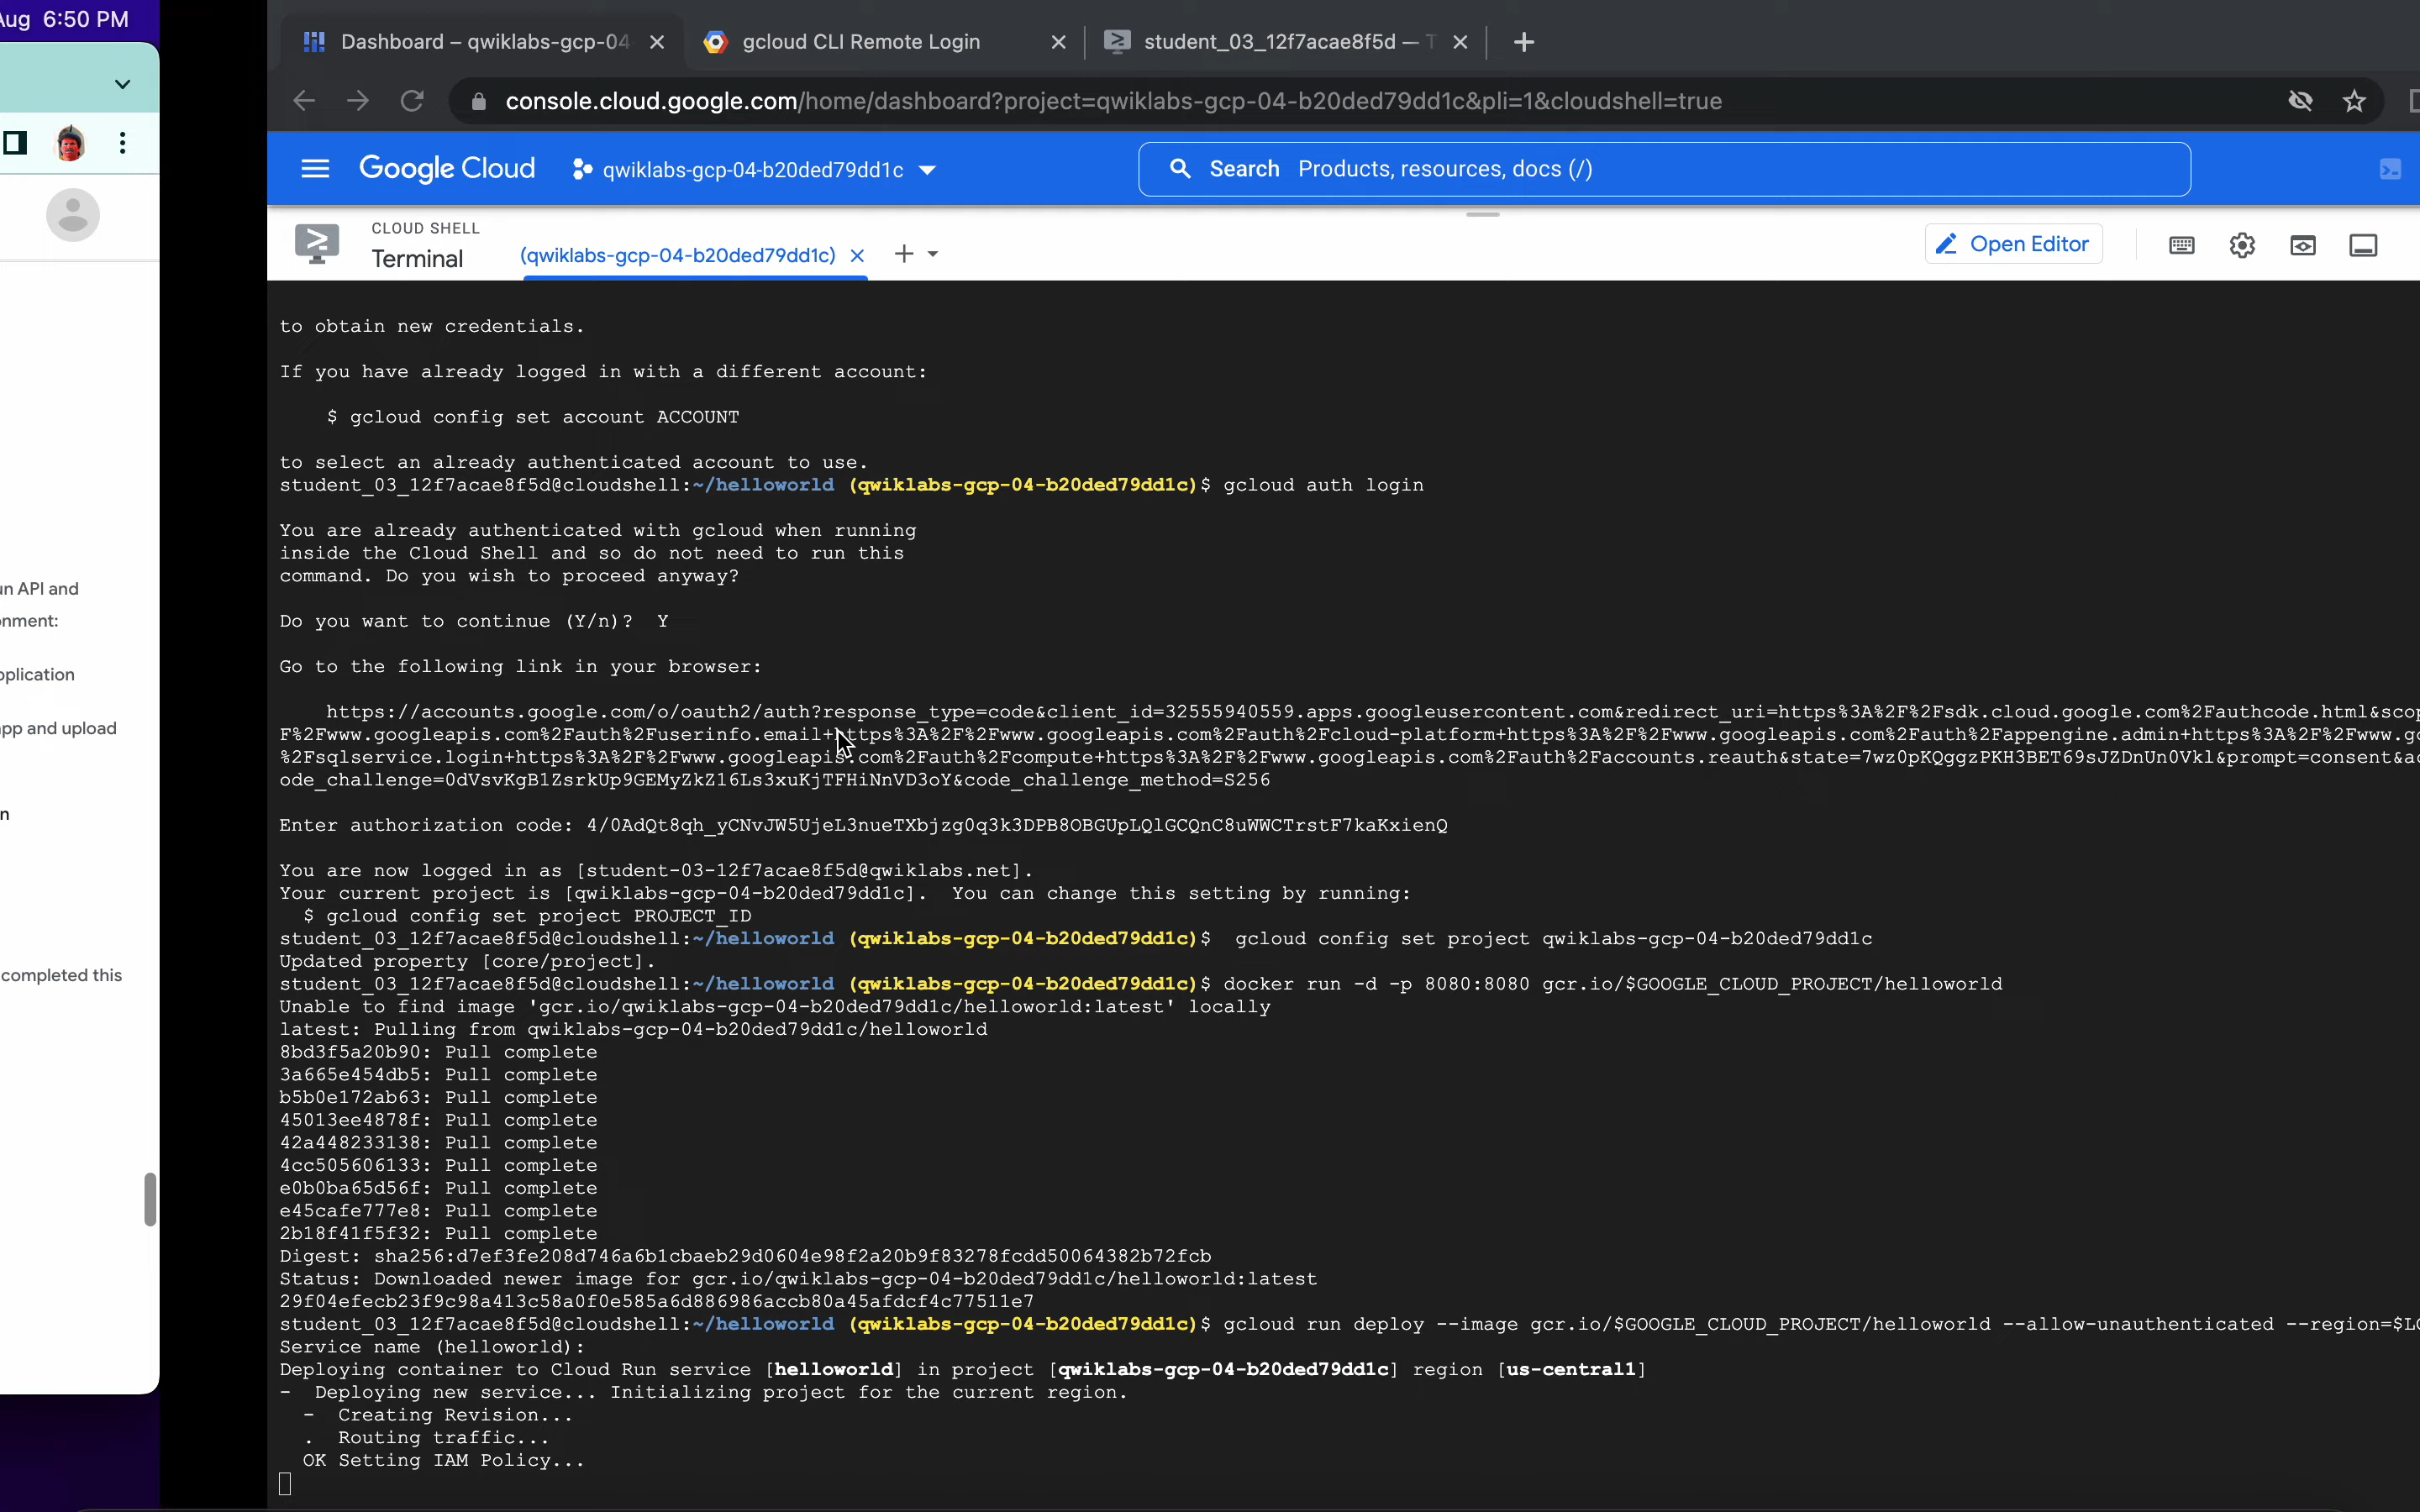 Aug 6:50 PM
un API and
onment:
pplication
app and upload
n
completed this
Dashboard – qwiklabs-gcp-04
gcloud CLI Remote Login
student_03_12f7acae8f5d — T
console.cloud.google.com/home/dashboard?project=qwiklabs-gcp-04-b20ded79dd1c&pli=1&cloudshell=true
Google Cloud
qwiklabs-gcp-04-b20ded79dd1c
Search Products, resources, docs (/)
CLOUD SHELL
Terminal
(qwiklabs-gcp-04-b20ded79dd1c)
Open Editor
to obtain new credentials.
If you have already logged in with a different account:
$ gcloud config set account ACCOUNT
to select an already authenticated account to use.
student_03_12f7acae8f5d@cloudshell:~/helloworld (qwiklabs-gcp-04-b20ded79dd1c)$ gcloud auth login
You are already authenticated with gcloud when running
inside the Cloud Shell and so do not need to run this
command. Do you wish to proceed anyway?
Do you want to continue (Y/n)? Y
Go to the following link in your browser:
https://accounts.google.com/o/oauth2/auth?response_type=code&client_id=32555940559.apps.googleusercontent.com&redirect_uri=https%3A%2F%2Fsdk.cloud.google.com%2Fauthcode.html&scop
F%2Fwww.googleapis.com%2Fauth%2Fuserinfo.email+https%3A%2F%2Fwww.googleapis.com%2Fauth%2Fcloud-platform+https%3A%2F%2Fwww.googleapis.com%2Fauth%2Fappengine.admin+https%3A%2F%2Fwww.go
%2Fsqlservice.login+https%3A%2F%2Fwww.googleapis.com%2Fauth%2Fcompute+https%3A%2F%2Fwww.googleapis.com%2Fauth%2Faccounts.reauth&state=7wz0pKQggzPKH3BET69sJZDnUn0Vkl&prompt=consent&ac
ode_challenge=0dVsvKgB1ZsrkUp9GEMyZkZ16Ls3xuKjTFHiNnVD3oY&code_challenge_method=S256
Enter authorization code: 4/0AdQt8qh_yCNvJW5UjeL3nueTXbjzg0q3k3DPB8OBGUpLQlGCQnC8uWWCTrstF7kaKxienQ
You are now logged in as [student-03-12f7acae8f5d@qwiklabs.net].
Your current project is [qwiklabs-gcp-04-b20ded79dd1c]. You can change this setting by running:
$ gcloud config set project PROJECT_ID
student_03_12f7acae8f5d@cloudshell:~/helloworld (qwiklabs-gcp-04-b20ded79dd1c)$ gcloud config set project qwiklabs-gcp-04-b20ded79dd1c
Updated property [core/project].
student_03_12f7acae8f5d@cloudshell:~/helloworld (qwiklabs-gcp-04-b20ded79dd1c)$ docker run -d -p 8080:8080 gcr.io/$GOOGLE_CLOUD_PROJECT/helloworld
Unable to find image 'gcr.io/qwiklabs-gcp-04-b20ded79dd1c/helloworld:latest' locally
latest: Pulling from qwiklabs-gcp-04-b20ded79dd1c/helloworld
8bd3f5a20b90: Pull complete
3a665e454db5: Pull complete
b5b0e172ab63: Pull complete
45013ee4878f: Pull complete
42a448233138: Pull complete
4cc505606133: Pull complete
e0b0ba65d56f: Pull complete
e45cafe777e8: Pull complete
2b18f41f5f32: Pull complete
Digest: sha256:d7ef3fe208d746a6b1cbaeb29d0604e98f2a20b9f83278fcdd50064382b72fcb
Status: Downloaded newer image for gcr.io/qwiklabs-gcp-04-b20ded79dd1c/helloworld:latest
29f04efecb23f9c98a413c58a0f0e585a6d886986accb80a45afdcf4c77511e7
student_03_12f7acae8f5d@cloudshell:~/helloworld (qwiklabs-gcp-04-b20ded79dd1c)$ gcloud run deploy --image gcr.io/$GOOGLE_CLOUD_PROJECT/helloworld --allow-unauthenticated --region=$LO
Service name (helloworld):
Deploying container to Cloud Run service [helloworld] in project [qwiklabs-gcp-04-b20ded79dd1c] region [us-central1]
- Deploying new service... Initializing project for the current region.
- Creating Revision...
. Routing traffic...
OK Setting IAM Policy...